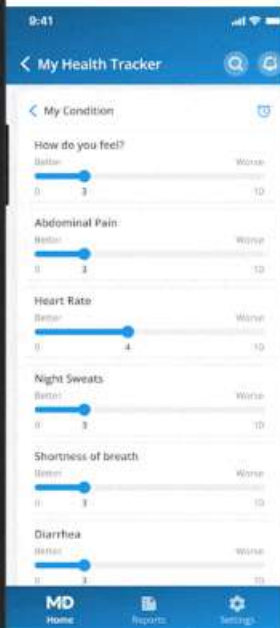 9:41
My Health Tracker
My Condition
How do you feel?
Better Worse
0 3 10
Abdominal Pain
Better Worse
0 3 10
Heart Rate
Better Worse
0 4 10
Night Sweats
Better Worse
0 3 10
Shortness of breath
Better Worse
0 3 10
Diarrhea
Better Worse
0 3 10
MD
Home Reports Settings